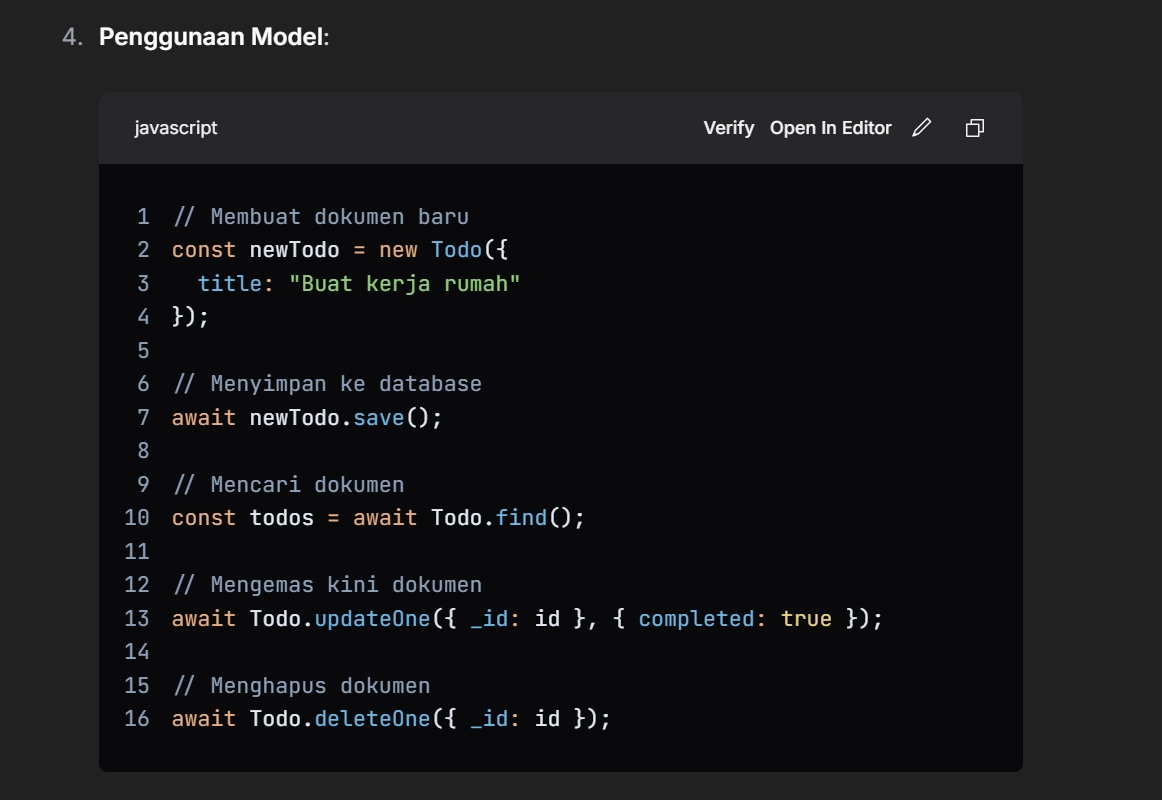 4. Penggunaan Model:
javascript Verify Open In Editor
1 // Membuat dokumen baru
2 const newTodo = new Todo({
3   title: "Buat kerja rumah"
4 });
5
6 // Menyimpan ke database
7 await newTodo.save();
8
9 // Mencari dokumen
10 const todos = await Todo.find();
11
12 // Mengemas kini dokumen
13 await Todo.updateOne({ _id: id }, { completed: true });
14
15 // Menghapus dokumen
16 await Todo.deleteOne({ _id: id });